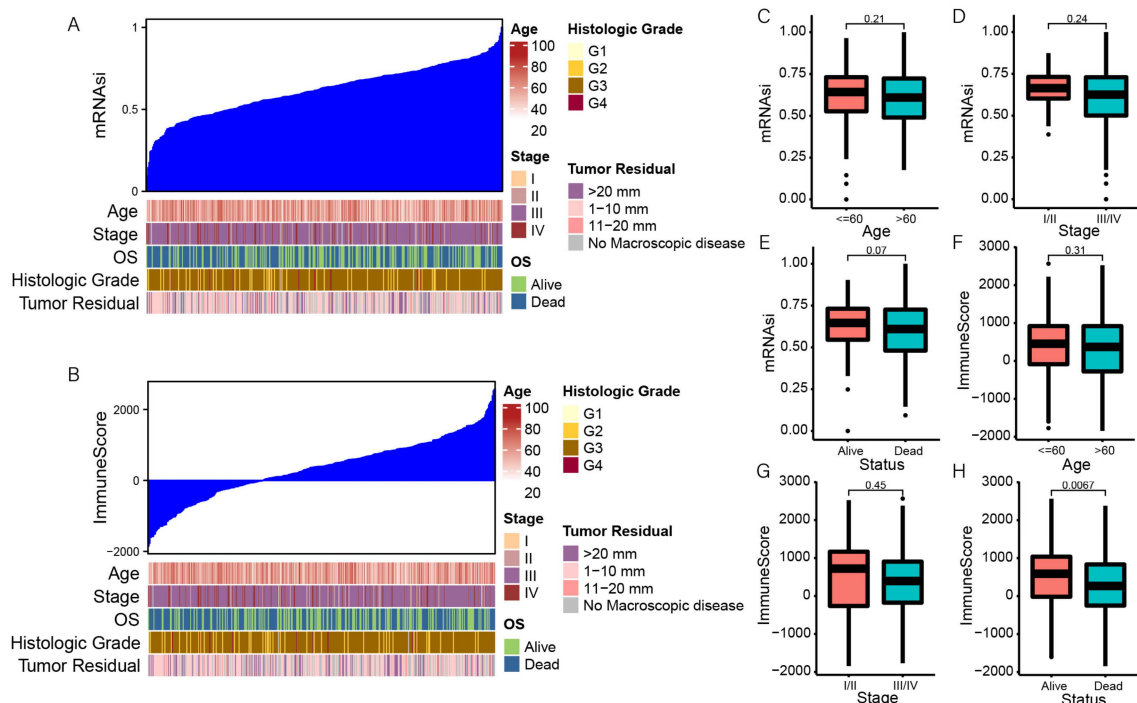 A
mRNAsi
1
0.5
0
Age
Stage
OS
Histologic Grade
Tumor Residual
Age
100
80
60
40
20
Histologic Grade
G1
G2
G3
G4
Stage
I
II
III
IV
Tumor Residual
>20 mm
1−10 mm
11−20 mm
No Macroscopic disease
OS
Alive
Dead
B
ImmuneScore
2000
0
−2000
Age
Stage
OS
Histologic Grade
Tumor Residual
Age
100
80
60
40
20
Histologic Grade
G1
G2
G3
G4
Stage
I
II
III
IV
Tumor Residual
>20 mm
1−10 mm
11−20 mm
No Macroscopic disease
OS
Alive
Dead
C
0.21
mRNAsi
1.00
0.75
0.50
0.25
0.00
<=60
>60
Age
D
0.24
mRNAsi
1.00
0.75
0.50
0.25
0.00
I/II
III/IV
Stage
E
0.07
mRNAsi
1.00
0.75
0.50
0.25
0.00
Alive
Dead
Status
F
0.31
ImmuneScore
3000
2000
1000
0
−1000
−2000
<=60
>60
Age
G
0.45
ImmuneScore
3000
2000
1000
0
−1000
−2000
I/II
III/IV
Stage
H
0.0067
ImmuneScore
3000
2000
1000
0
−1000
−2000
Alive
Dead
Status